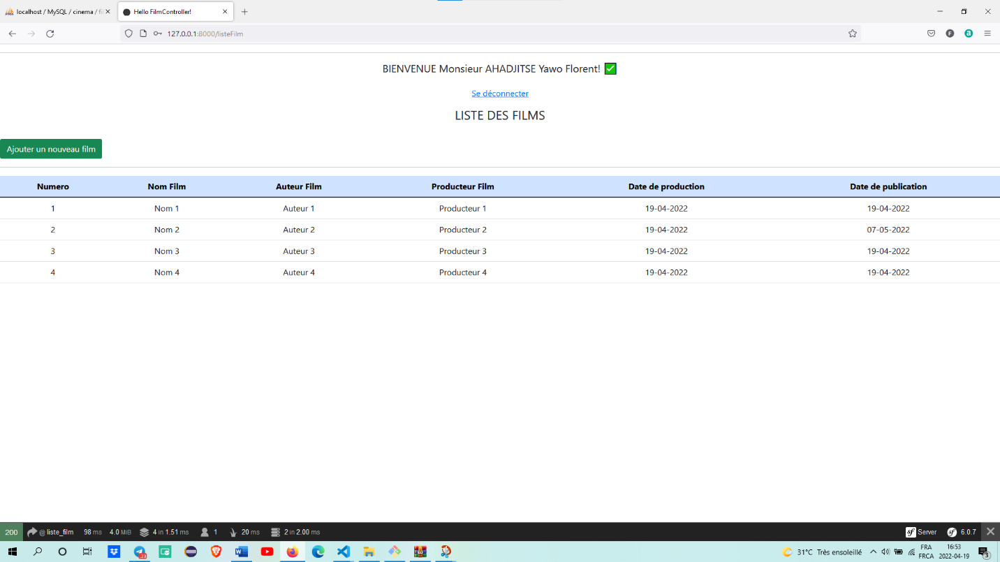 localhost / MySQL / cinema / fil
Hello FilmController!
127.0.0.1:8000/listeFilm
BIENVENUE Monsieur AHADJITSE Yawo Florent! ✅
Se déconnecter
LISTE DES FILMS
Ajouter un nouveau film
Numero Nom Film Auteur Film Producteur Film Date de production Date de publication
1 Nom 1 Auteur 1 Producteur 1 19-04-2022 19-04-2022
2 Nom 2 Auteur 2 Producteur 2 19-04-2022 07-05-2022
3 Nom 3 Auteur 3 Producteur 3 19-04-2022 19-04-2022
4 Nom 4 Auteur 4 Producteur 4 19-04-2022 19-04-2022
200 @ liste_film 98 ms 4.0 MiB 4 in 1.51 ms 1 20 ms 2 in 2.00 ms Server 6.0.7
31°C Très ensoleillé FRA 16:53
FRCA 2022-04-19 3